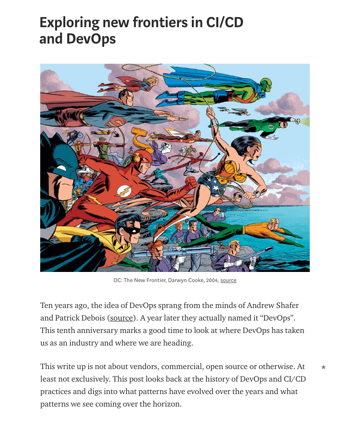 Exploring new frontiers in CI/CD
and DevOps
DC: The New Frontier, Darwyn Cooke, 2004, source
Ten years ago, the idea of DevOps sprang from the minds of Andrew Shafer
and Patrick Debois (source). A year later they actually named it “DevOps”.
This tenth anniversary marks a good time to look at where DevOps has taken
us as an industry and where we are heading.
This write up is not about vendors, commercial, open source or otherwise. At *
least not exclusively. This post looks back at the history of DevOps and CI/CD
practices and digs into what patterns have evolved over the years and what
patterns we see coming over the horizon.